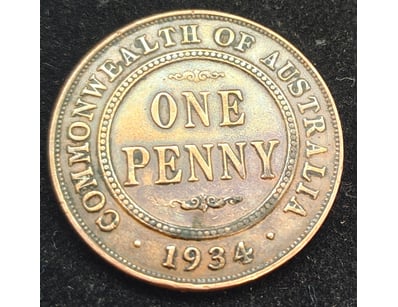 COMMONWEALTH OF AUSTRALIA
ONE
PENNY
· 1934 ·